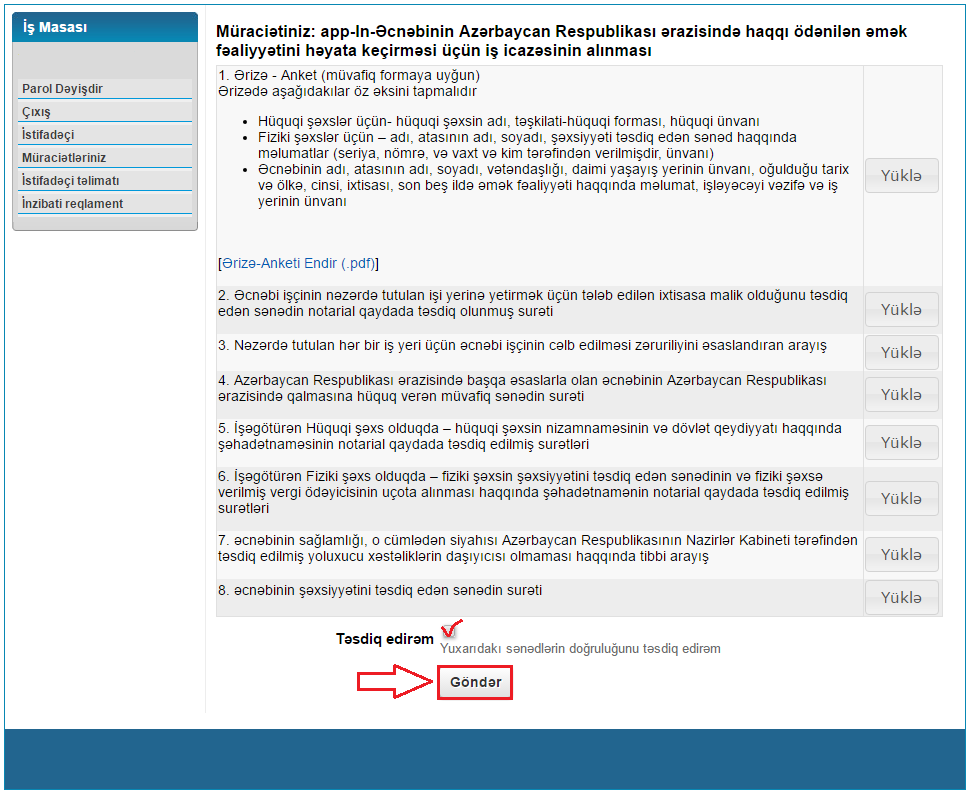 İş Masası
Parol Dəyişdir
Çıxış
İstifadəçi
Müraciətləriniz
İstifadəçi təlimatı
İnzibati reqlament
Müraciətiniz: app-In-Əcnəbinin Azərbaycan Respublikası ərazisində haqqı ödənilən əmək
fəaliyyətini həyata keçirməsi üçün iş icazəsinin alınması
1. Ərizə - Anket (müvafiq formaya uyğun)
Ərizədə aşağıdakılar öz əksini tapmalıdır
• Hüquqi şəxslər üçün- hüquqi şəxsin adı, təşkilati-hüquqi forması, hüquqi ünvanı
• Fiziki şəxslər üçün – adı, atasının adı, soyadı, şəxsiyyəti təsdiq edən sənəd haqqında
məlumatlar (seriya, nömrə, və vaxt və kim tərəfindən verilmişdir, ünvanı)
• Əcnəbinin adı, atasının adı, soyadı, vətəndaşlığı, daimi yaşayış yerinin ünvanı, oğulduğu tarix
və ölkə, cinsi, ixtisası, son beş ildə əmək fəaliyyəti haqqında məlumat, işləyəcəyi vəzifə və iş
yerinin ünvanı
[Ərizə-Anketi Endir (.pdf)]
Yüklə
2. Əcnəbi işçinin nəzərdə tutulan işi yerinə yetirmək üçün tələb edilən ixtisasa malik olduğunu təsdiq
edən sənədin notarial qaydada təsdiq olunmuş surəti
Yüklə
3. Nəzərdə tutulan hər bir iş yeri üçün əcnəbi işçinin cəlb edilməsi zəruriliyini əsaslandıran arayış
Yüklə
4. Azərbaycan Respublikası ərazisində başqa əsaslarla olan əcnəbinin Azərbaycan Respublikası
ərazisində qalmasına hüquq verən müvafiq sənədin surəti
Yüklə
5. İşəgötürən Hüquqi şəxs olduqda – hüquqi şəxsin nizamnaməsinin və dövlət qeydiyyatı haqqında
şəhadətnaməsinin notarial qaydada təsdiq edilmiş surətləri
Yüklə
6. İşəgötürən Fiziki şəxs olduqda – fiziki şəxsin şəxsiyyətini təsdiq edən sənədinin və fiziki şəxsə
verilmiş vergi ödəyicisinin uçota alınması haqqında şəhadətnamənin notarial qaydada təsdiq edilmiş
surətləri
Yüklə
7. əcnəbinin sağlamlığı, o cümlədən siyahısı Azərbaycan Respublikasının Nazirlər Kabineti tərəfindən
təsdiq edilmiş yoluxucu xəstəliklərin daşıyıcısı olmaması haqqında tibbi arayış
Yüklə
8. əcnəbinin şəxsiyyətini təsdiq edən sənədin surəti
Yüklə
Təsdiq edirəm
Yuxarıdakı sənədlərin doğruluğunu təsdiq edirəm
Göndər